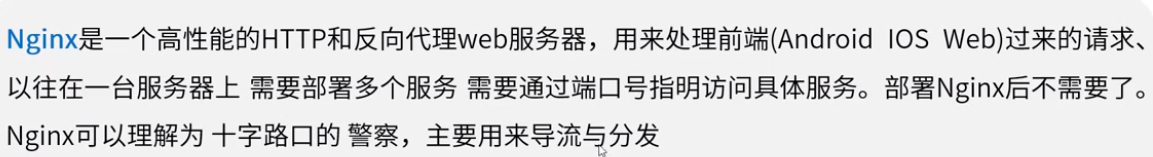 Nginx是一个高性能的HTTP和反向代理web服务器，用来处理前端(Android IOS Web)过来的请求、
以往在一台服务器上 需要部署多个服务 需要通过端口号指明访问具体服务。部署Nginx后不需要了。
Nginx可以理解为 十字路口的 警察，主要用来导流与分发